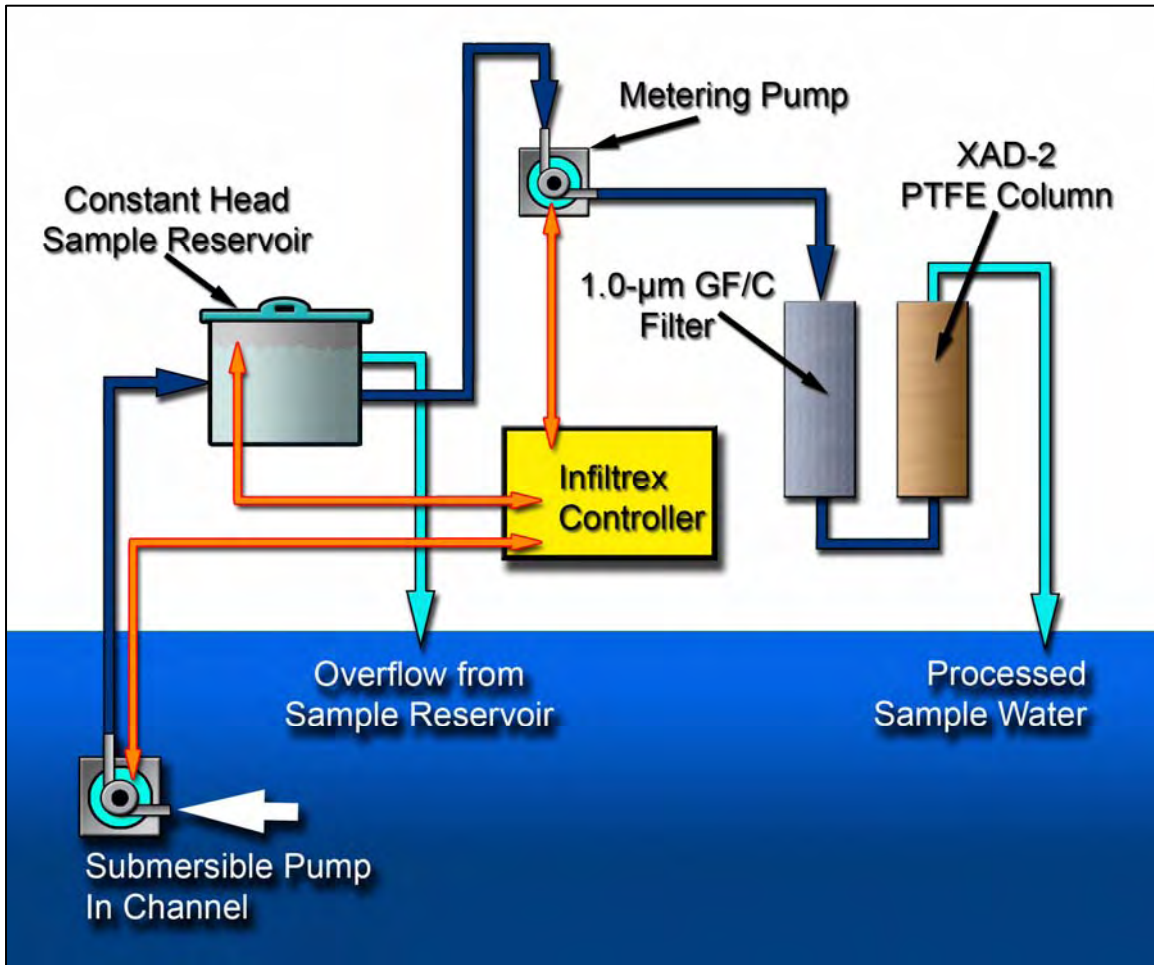 Metering Pump
XAD-2
PTFE Column
Constant Head
Sample Reservoir
1.0-µm GF/C
Filter
Infiltrex
Controller
Overflow from
Sample Reservoir
Processed
Sample Water
Submersible Pump
In Channel